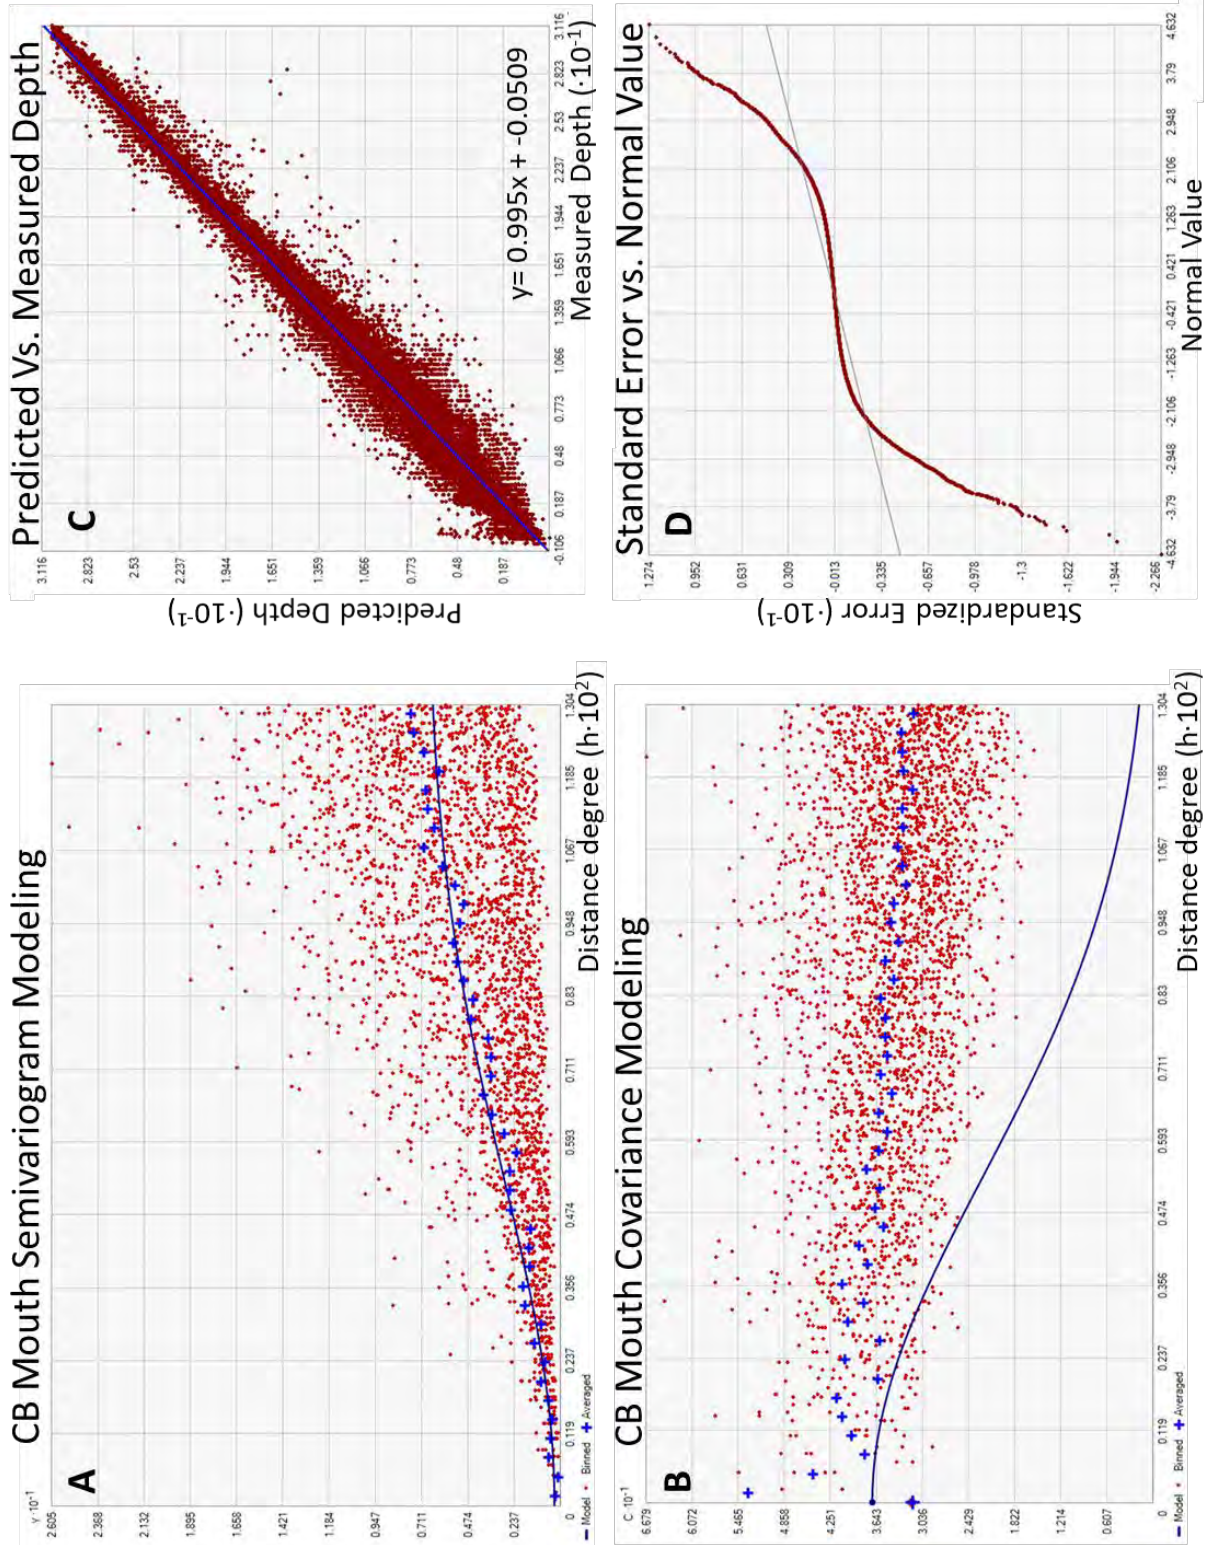 CB Mouth Semivariogram Modeling
A
γ·10⁻¹
2.605
2.368
2.132
1.895
1.658
1.421
1.184
0.947
0.711
0.474
0.237
0 0.119 0.237 0.356 0.474 0.593 0.711 0.83 0.948 1.067 1.185 1.304
Distance degree (h·10²)
Model Binned Averaged
Predicted Vs. Measured Depth
C
Predicted Depth (·10⁻¹)
3.116
2.823
2.53
2.237
1.944
1.651
1.359
1.066
0.773
0.48
0.187
-0.106 0.187 0.48 0.773 1.066 1.359 1.651 1.944 2.237 2.53 2.823 3.116
y= 0.995x + -0.0509
Measured Depth (·10⁻¹)
CB Mouth Covariance Modeling
B
C·10⁻¹
6.679
6.072
5.465
4.858
4.251
3.643
3.036
2.429
1.822
1.214
0.607
0 0.119 0.237 0.356 0.474 0.593 0.711 0.83 0.948 1.067 1.185 1.304
Distance degree (h·10²)
Model Binned Averaged
Standard Error vs. Normal Value
D
Standardized Error (·10⁻¹)
1.274
0.952
0.631
0.309
-0.013
-0.335
-0.657
-0.978
-1.3
-1.622
-1.944
-2.266
-4.632 -3.79 -2.948 -2.106 -1.263 -0.421 0.421 1.263 2.106 2.948 3.79 4.632
Normal Value